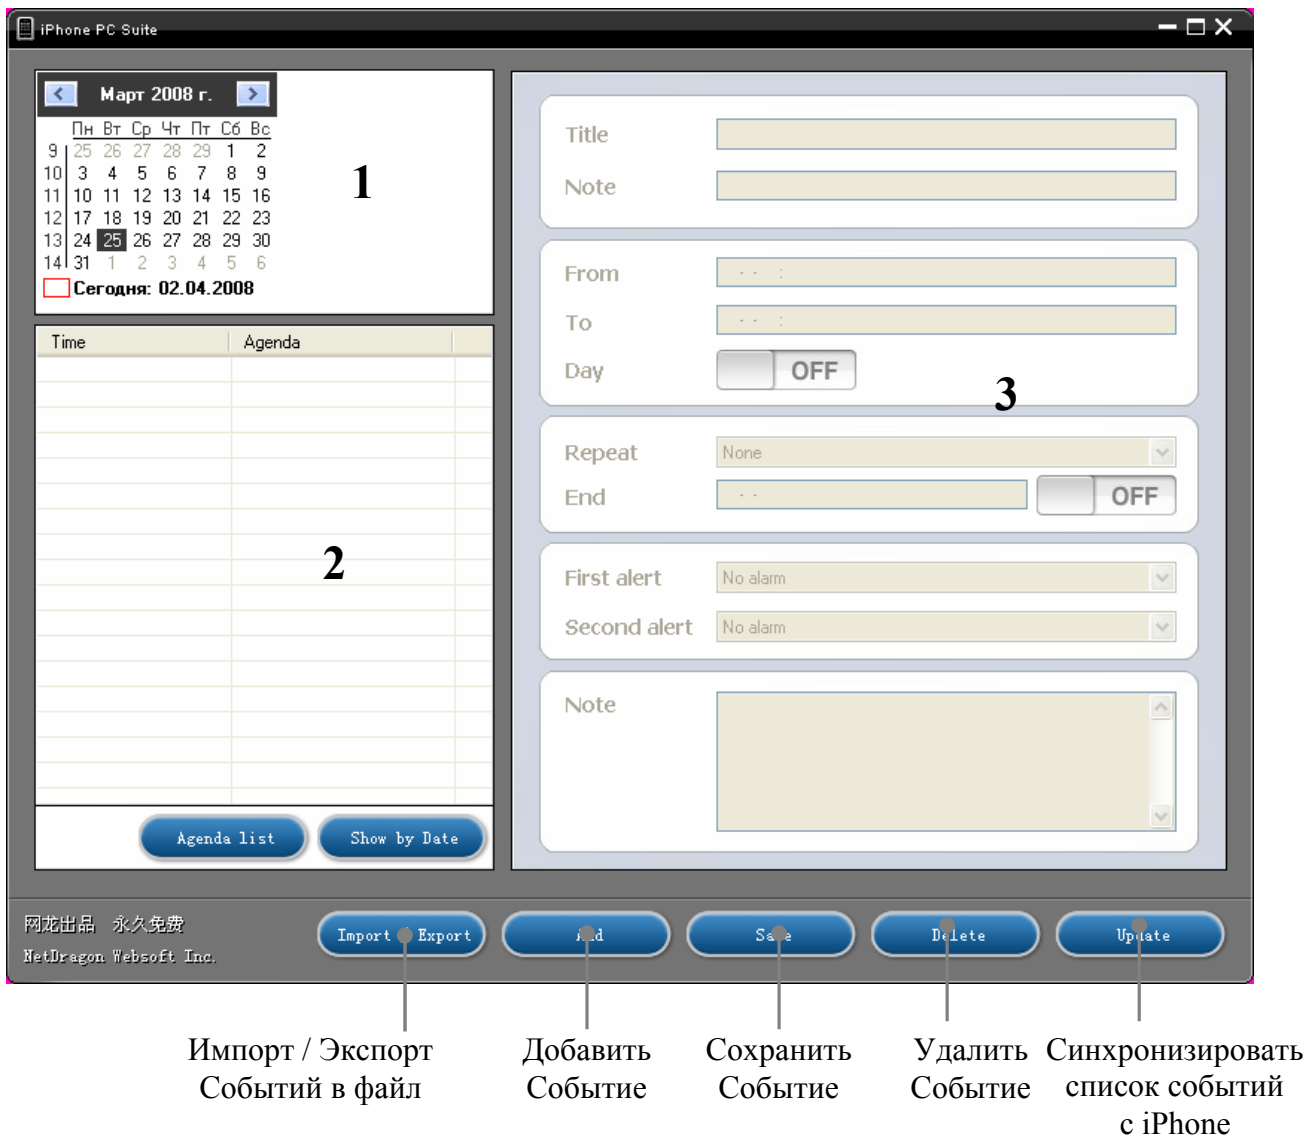 iPhone PC Suite
Март 2008 г.
Пн Вт Ср Чт Пт Сб Вс
9 25 26 27 28 29 1 2
10 3 4 5 6 7 8 9
11 10 11 12 13 14 15 16
12 17 18 19 20 21 22 23
13 24 25 26 27 28 29 30
14 31 1 2 3 4 5 6
Сегодня: 02.04.2008
1
Time Agenda
2
Agenda list Show by Date
Title
Note
From - - :
To - - :
Day OFF
3
Repeat None
End - - OFF
First alert No alarm
Second alert No alarm
Note
网龙出品 永久免费
NetDragon Websoft Inc.
Import / Export Add Save Delete Update
Импорт / Экспорт
Событий в файл
Добавить
Событие
Сохранить
Событие
Удалить
Событие
Синхронизировать
список событий
с iPhone